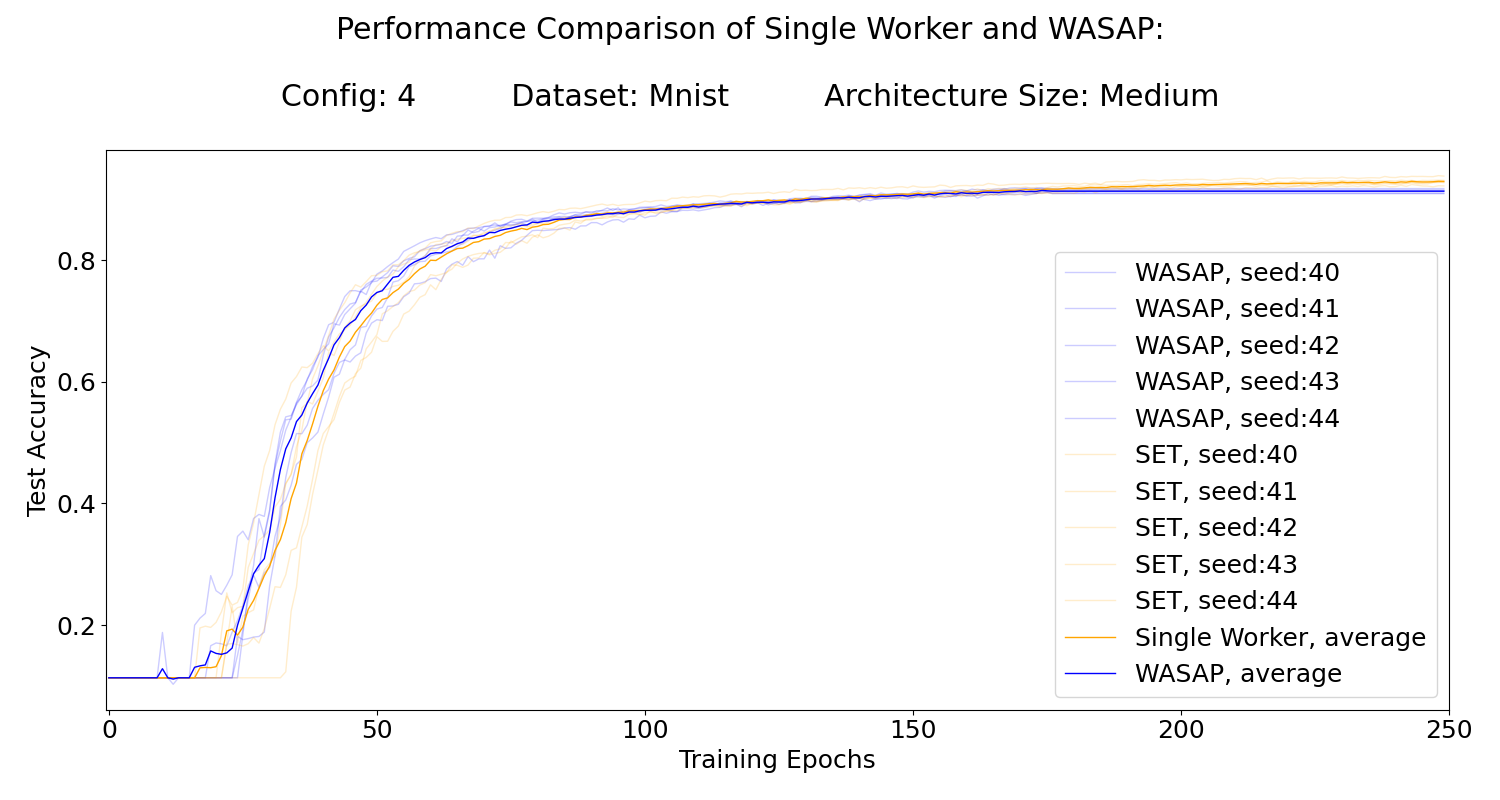 Performance Comparison of Single Worker and WASAP:
Config: 4 Dataset: Mnist Architecture Size: Medium
Test Accuracy
0.8
0.6
0.4
0.2
0 50 100 150 200 250
Training Epochs
WASAP, seed:40
WASAP, seed:41
WASAP, seed:42
WASAP, seed:43
WASAP, seed:44
SET, seed:40
SET, seed:41
SET, seed:42
SET, seed:43
SET, seed:44
Single Worker, average
WASAP, average